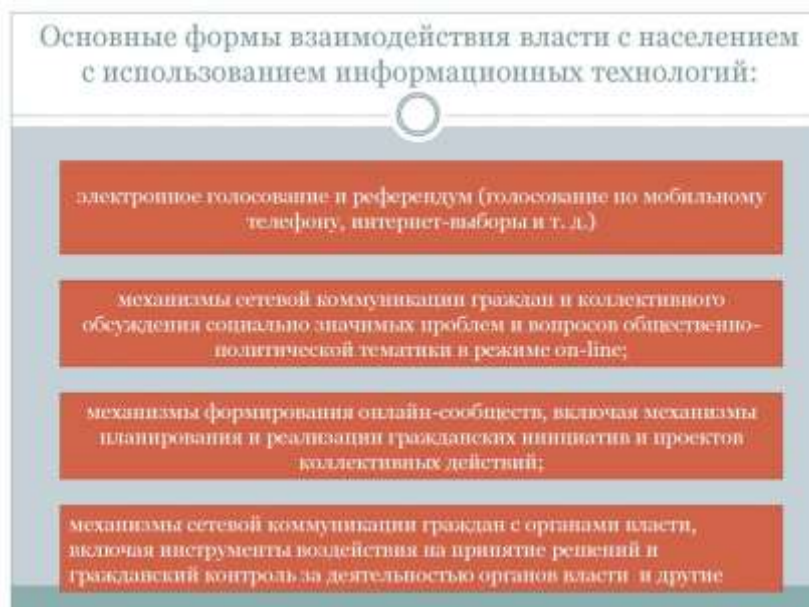 Основные формы взаимодействия власти с населением
с использованием информационных технологий:
электронное голосование и референдум (голосование по мобильному
телефону, интернет-выборы и т. д.)
механизмы сетевой коммуникации граждан и коллективного
обсуждения социально значимых проблем и вопросов общественно-
политической тематики в режиме on-line;
механизмы формирования онлайн-сообществ, включая механизмы
планирования и реализации гражданских инициатив и проектов
коллективных действий;
механизмы сетевой коммуникации граждан с органами власти,
включая инструменты воздействия на принятие решений и
гражданский контроль за деятельностью органов власти и другие